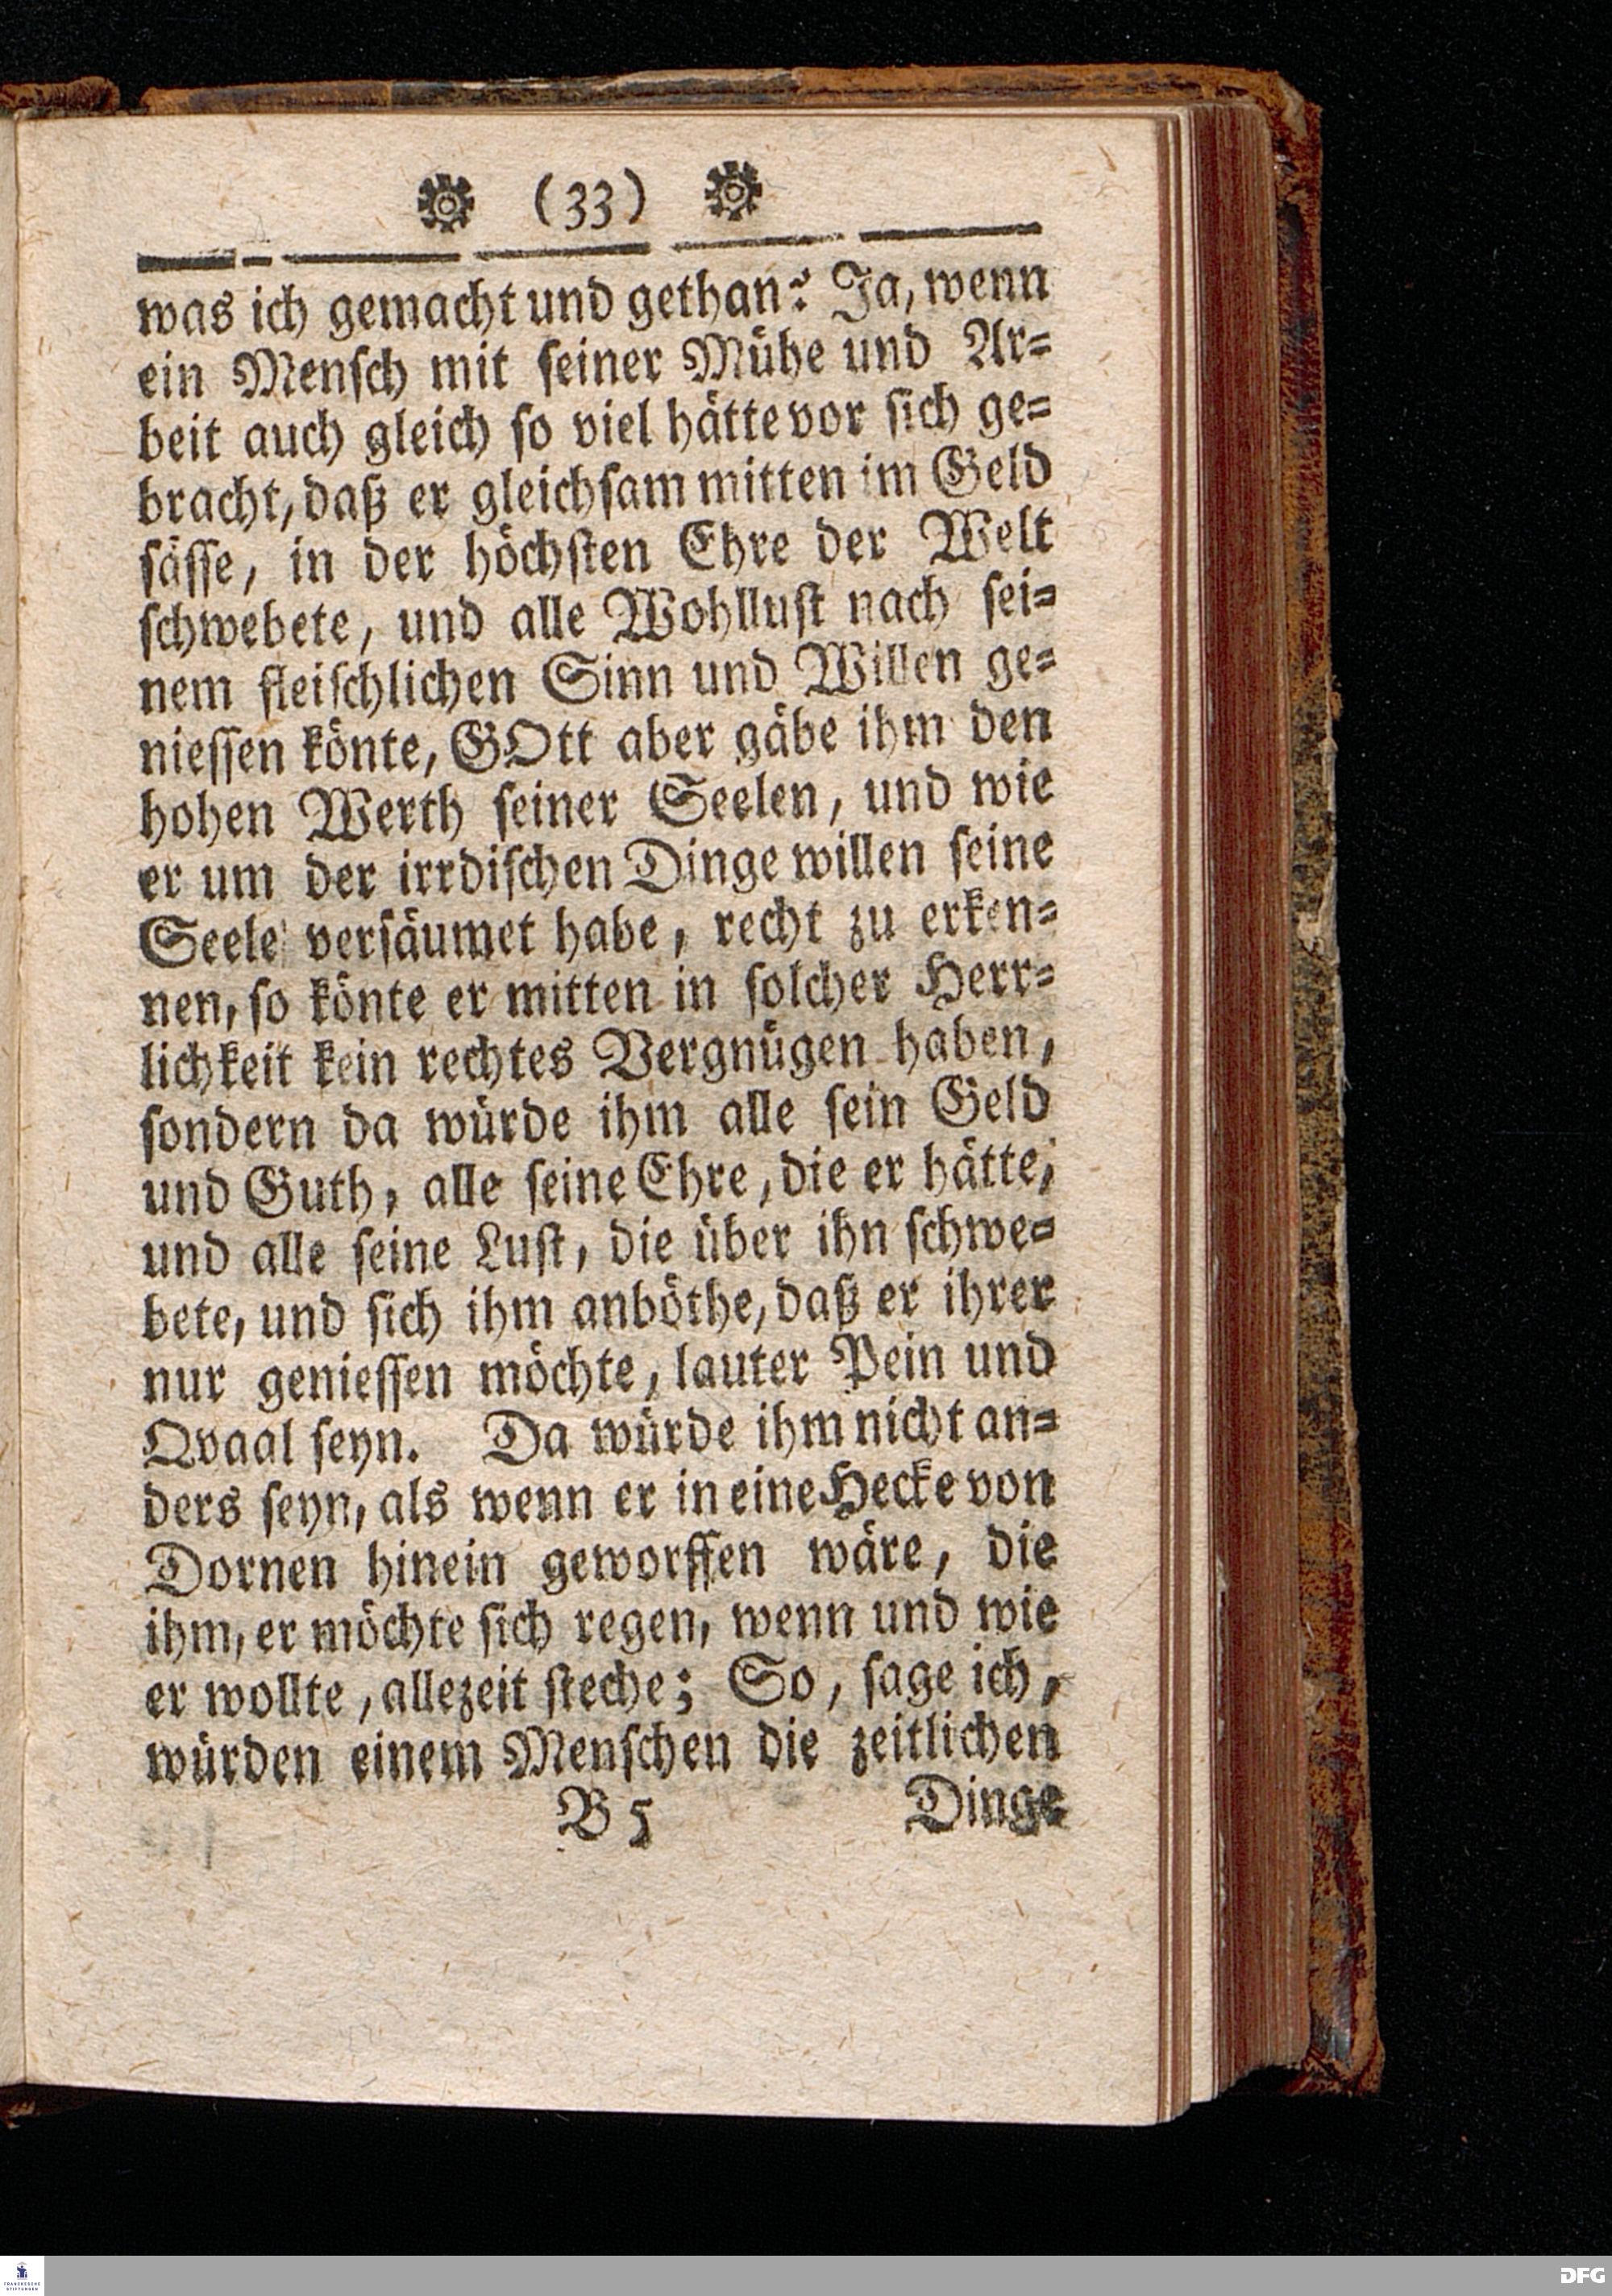 (33)
was ich gemacht und gethan? Ja, wenn
ein Menſch mit ſeiner Mühe und Ar-
beit auch gleich ſo viel hätte vor ſich ge-
bracht, daß er gleichſam mitten im Geld
ſäſſe, in der höchſten Ehre der Welt
ſchwebete, und alle Wohlluſt nach ſei-
nem fleiſchlichen Sinn und Willen ge-
nieſſen könte, GOtt aber gäbe ihm den
hohen Werth ſeiner Seelen, und wie
er um der irrdiſchen Dinge willen ſeine
Seele verſäumet habe, recht zu erken-
nen, ſo könte er mitten in ſolcher Herr-
lichkeit kein rechtes Vergnügen haben,
ſondern da würde ihm alle ſein Geld
und Guth, alle ſeine Ehre, die er hätte,
und alle ſeine Luſt, die über ihn ſchwe-
bete, und ſich ihm anböthe, daß er ihrer
nur genieſſen möchte, lauter Pein und
Qvaal ſeyn. Da würde ihm nicht an-
ders ſeyn, als wenn er in eine Hecke von
Dornen hinein geworffen wäre, die
ihm, er möchte ſich regen, wenn und wie
er wollte, allezeit ſteche; So, ſage ich,
würden einem Menſchen die zeitlichen
B 5 Dinge
FRANCKESCHE
STIFTUNGEN
DFG